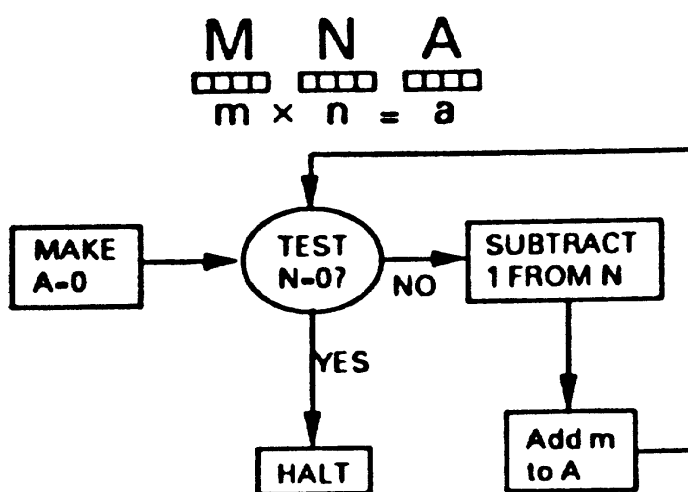 M N A
m × n = a
MAKE
A=0
TEST
N=0?
NO
SUBTRACT
1 FROM N
YES
Add m
to A
HALT